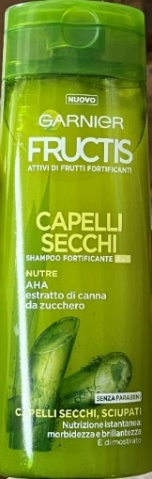 NUOVO
GARNIER
FRUCTIS
ATTIVI DI FRUTTI FORTIFICANTI
CAPELLI
SECCHI
SHAMPOO FORTIFICANTE
NUTRE
AHA
estratto di canna
da zucchero
SENZA PARABENI
CAPELLI SECCHI, SCIUPATI
Nutrizione istantanea:
morbidezza e brillantezza
È dimostrato